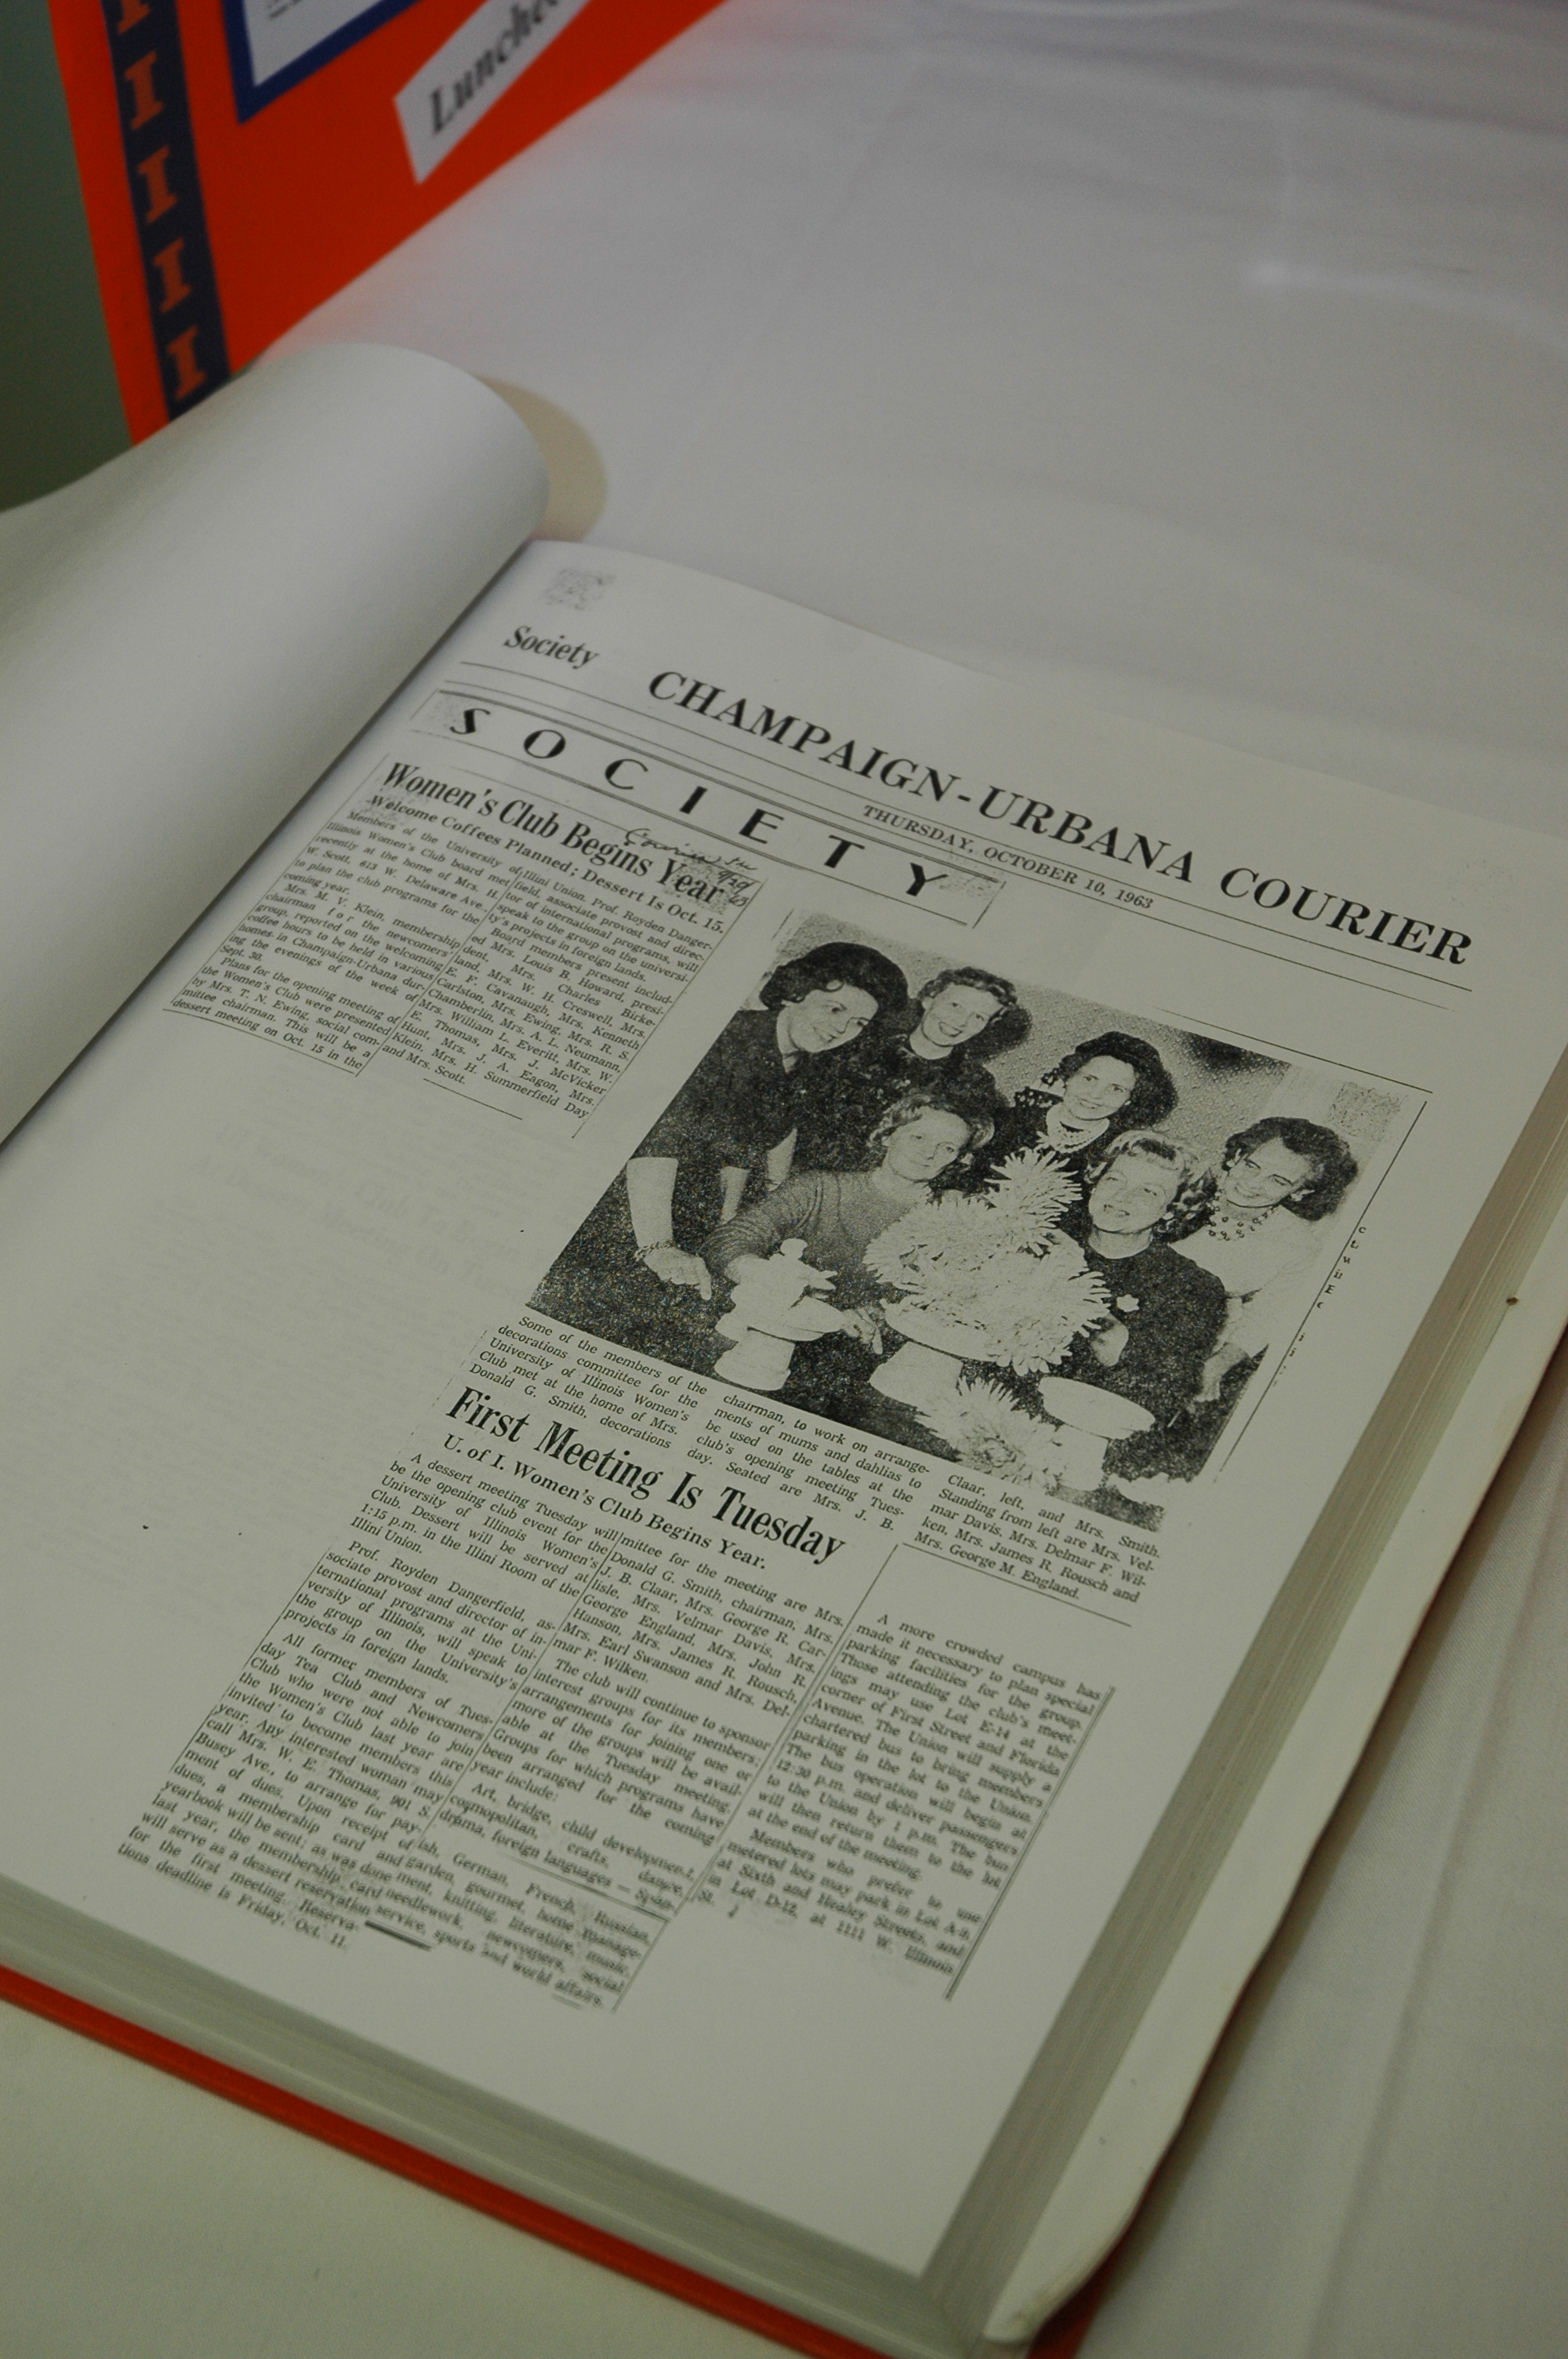 I
I
I
I
I
Lunche
Society
CHAMPAIGN-URBANA COURIER
THURSDAY, OCTOBER 10, 1963
SOCIETY
Women's Club Begins Year
Welcome Coffees Planned; Dessert Is Oct. 15.
Courier
Members of the University of
Illinois Women's Club board met
recently at the home of Mrs. H.
W. Scott, 613 W. Delaware Ave.,
to plan the club programs for the
coming year.
Mrs. M. V. Klein, membership
chairman for the newcomers'
group, reported on the welcoming
coffee hours to be held in various
homes in Champaign-Urbana dur-
ing the evenings of the week of
Sept. 30.
Plans for the opening meeting of
the Women's Club were presented
by Mrs. T. N. Ewing, social com-
mittee chairman. This will be a
dessert meeting on Oct. 15 in the
Illini Union. Prof. Royden Danger-
field, associate provost and direc-
tor of international programs, will
speak to the group on the universi-
ty's projects in foreign lands.
Board members present includ-
ed Mrs. Louis B. Howard, presi-
dent, Mrs. Charles Birke-
land, Mrs. W. H. Creswell, Mrs.
E. F. Cavanaugh, Mrs. Kenneth
Carlston, Mrs. Ewing, Mrs. R. S.
Chamberlin, Mrs. A. L. Neumann,
Mrs. William L. Everitt, Mrs. W.
E. Thomas, Mrs. J. McVicker
Hunt, Mrs. J. A. Eagon, Mrs.
Klein, Mrs. H. Summerfield Day
and Mrs. Scott.
Some of the members of the
decorations committee for the
University of Illinois Women's
Club met at the home of Mrs.
Donald G. Smith, decorations
chairman, to work on arrange-
ments of mums and dahlias to
be used on the tables at the
club's opening meeting Tues-
day. Seated are Mrs. J. B.
Claar, left, and Mrs. Smith.
Standing from left are Mrs. Vel-
mar Davis, Mrs. Delmar F. Wil-
ken, Mrs. James R. Rousch and
Mrs. George M. England.
First Meeting Is Tuesday
U. of I. Women's Club Begins Year.
A dessert meeting Tuesday will
be the opening club event for the
University of Illinois Women's
Club. Dessert will be served at
1:15 p.m. in the Illini Room of the
Illini Union.
Prof. Royden Dangerfield, as-
sociate provost and director of in-
ternational programs at the Uni-
versity of Illinois, will speak to
the group on the University's
projects in foreign lands.
All former members of Tues-
day Tea Club and Newcomers
Club who were not able to join
the Women's Club last year are
invited to become members this
year. Any interested woman may
call Mrs. W. E. Thomas, 901 S.
Busey Ave., to arrange for pay-
ment of dues. Upon receipt of
dues, a membership card and
yearbook will be sent; as was done
last year, the membership card
will serve as a dessert reservation
for the first meeting. Reserva-
tions deadline is Friday, Oct. 11.
mittee for the meeting are Mrs.
Donald G. Smith, chairman, Mrs.
J. B. Claar, Mrs. George R. Car-
lisle, Mrs. Velmar Davis, Mrs.
George England, Mrs. John R.
Hanson, Mrs. James R. Rousch,
Mrs. Earl Swanson and Mrs. Del-
mar F. Wilken.
The club will continue to sponsor
interest groups for its members;
arrangements for joining one or
more of the groups will be avail-
able at the Tuesday meeting.
Groups for which programs have
been arranged for the coming
year include:
Art, bridge, child development,
cosmopolitan, crafts, dance,
drama, foreign languages — Span-
ish, German, French, Russian,
garden, gourmet, home manage-
ment, knitting, literature, music,
needlework, newcomers, social
service, sports and world affairs.
A more crowded campus has
made it necessary to plan special
parking facilities for the group.
Those attending the club's meet-
ings may use Lot E-14 at the
corner of First Street and Florida
Avenue. The Union will supply a
chartered bus to bring members
parking in the lot to the Union.
The bus operation will begin at
12:30 p.m. and deliver passengers
to the Union by 1 p.m. The bus
will then return them to the lot
at the end of the meeting.
Members who prefer to use
metered lots may park in Lot A-9,
at Sixth and Healey Streets, and
in Lot D-12, at 1111 W. Illinois
St.